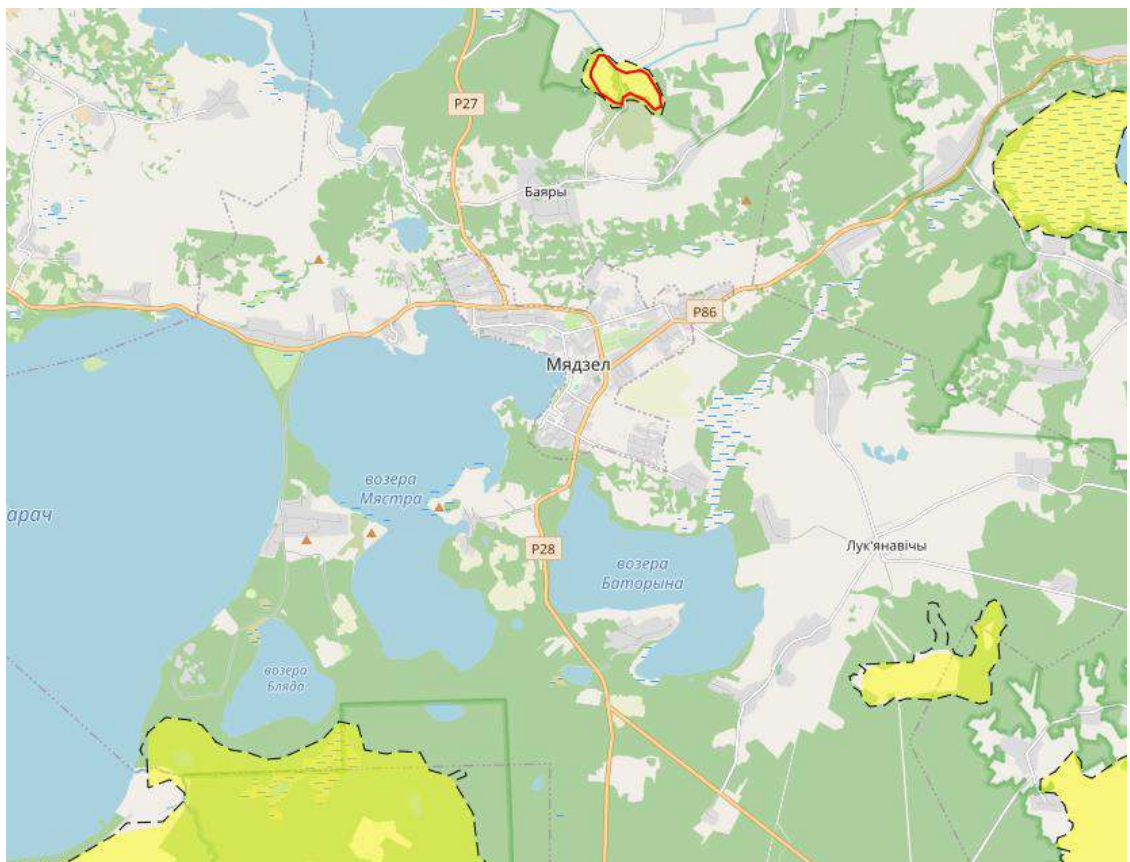 P27
Баяры
P86
Мядзел
возера
Мястра
арач
P28
возера
Баторына
Лук'янавічы
возера
Бляда